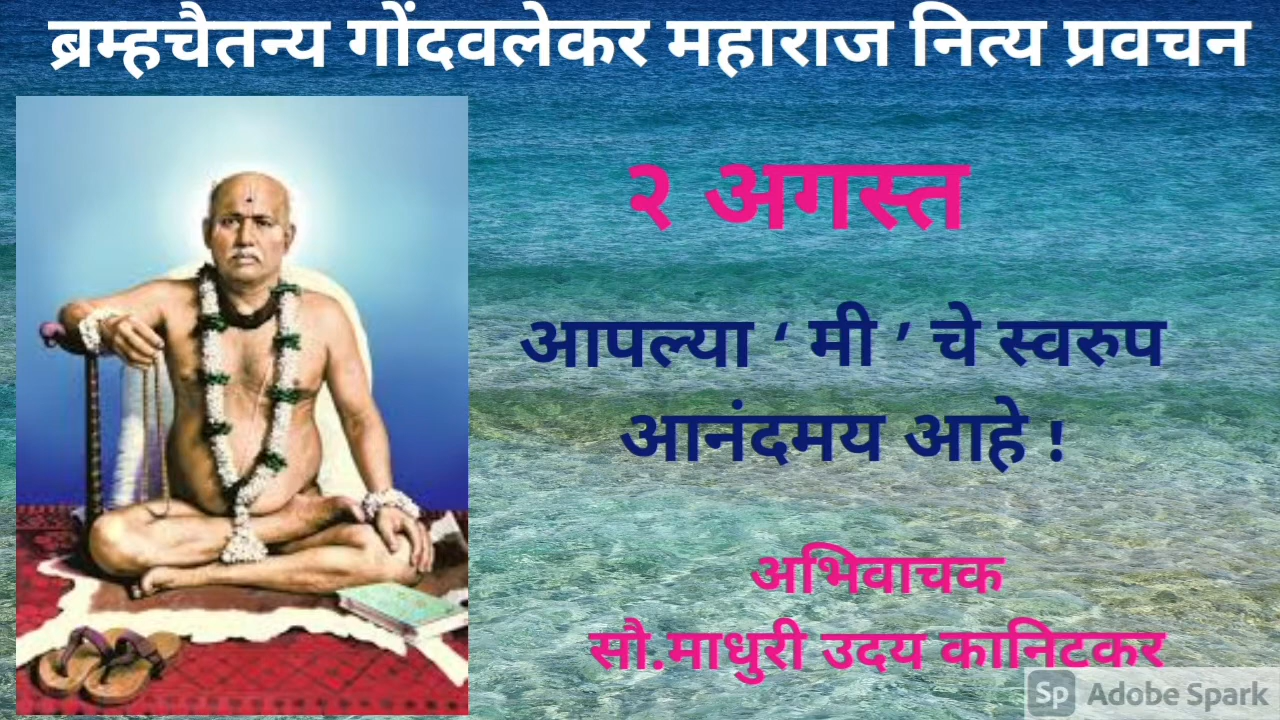 ब्रम्हचैतन्य गोंदवलेकर महाराज नित्य प्रवचन
२ अगस्त
आपल्या ‘ मी ’ चे स्वरुप
आनंदमय आहे !
अभिवाचक
सौ.माधुरी उदय कानिटकर
Sp Adobe Spark